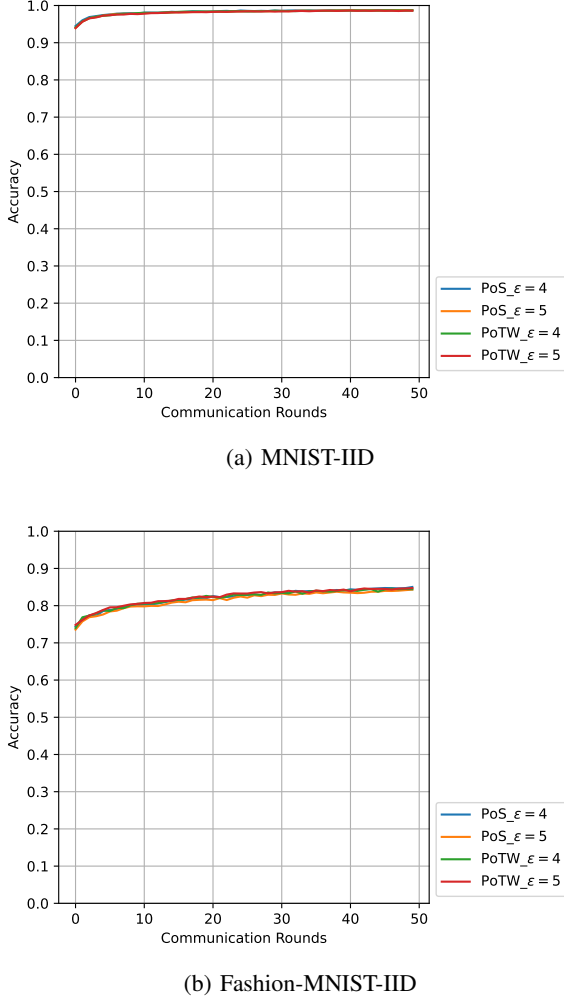 1.0
0.9
0.8
0.7
0.6
0.5
0.4
0.3
0.2
0.1
0.0
Accuracy
0 10 20 30 40 50
Communication Rounds
PoS_ε = 4
PoS_ε = 5
PoTW_ε = 4
PoTW_ε = 5
(a) MNIST-IID
1.0
0.9
0.8
0.7
0.6
0.5
0.4
0.3
0.2
0.1
0.0
Accuracy
0 10 20 30 40 50
Communication Rounds
PoS_ε = 4
PoS_ε = 5
PoTW_ε = 4
PoTW_ε = 5
(b) Fashion-MNIST-IID